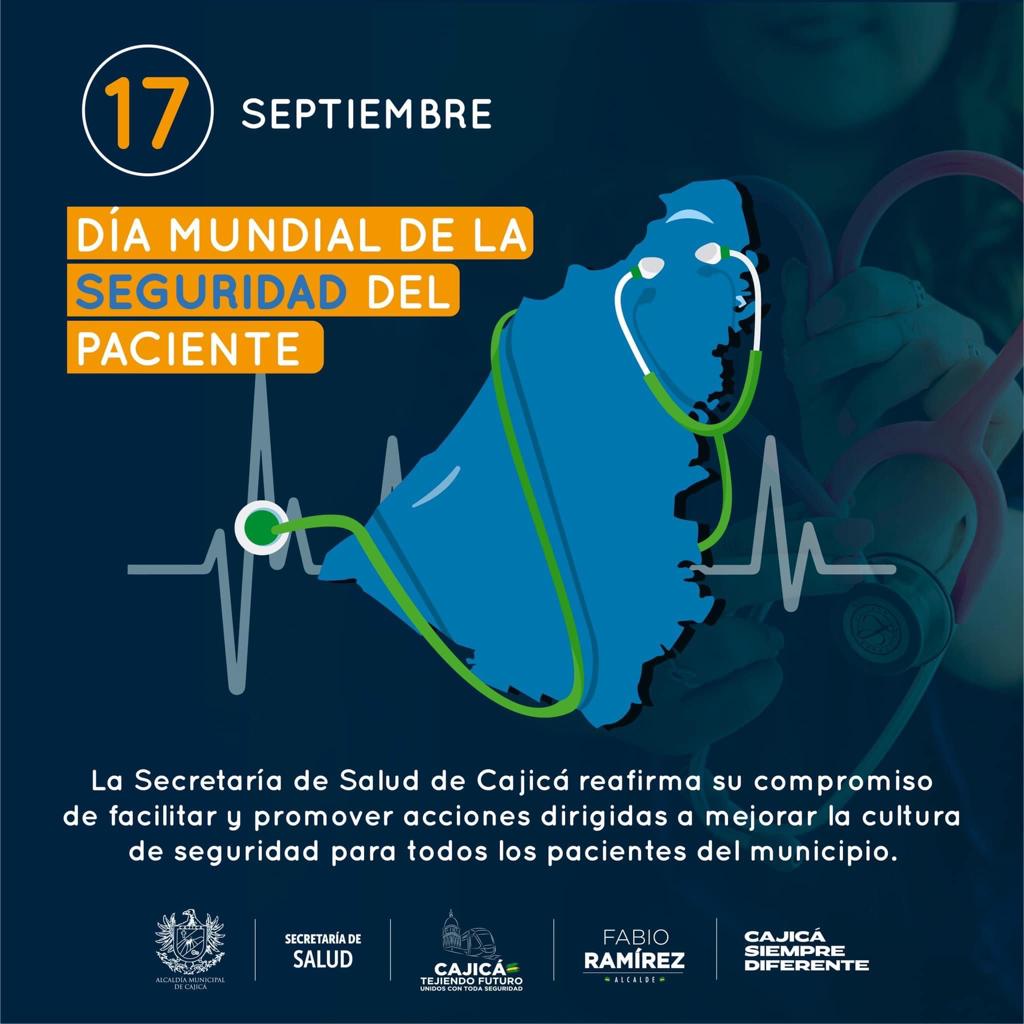 17
SEPTIEMBRE
DÍA MUNDIAL DE LA
SEGURIDAD DEL
PACIENTE
La Secretaría de Salud de Cajicá reafirma su compromiso
de facilitar y promover acciones dirigidas a mejorar la cultura
de seguridad para todos los pacientes del municipio.
ALCALDÍA MUNICIPAL
DE CAJICÁ
SECRETARÍA DE
SALUD
CAJICÁ
TEJIENDO FUTURO
UNIDOS CON TODA SEGURIDAD
FABIO
RAMÍREZ
ALCALDE
CAJICÁ
SIEMPRE
DIFERENTE